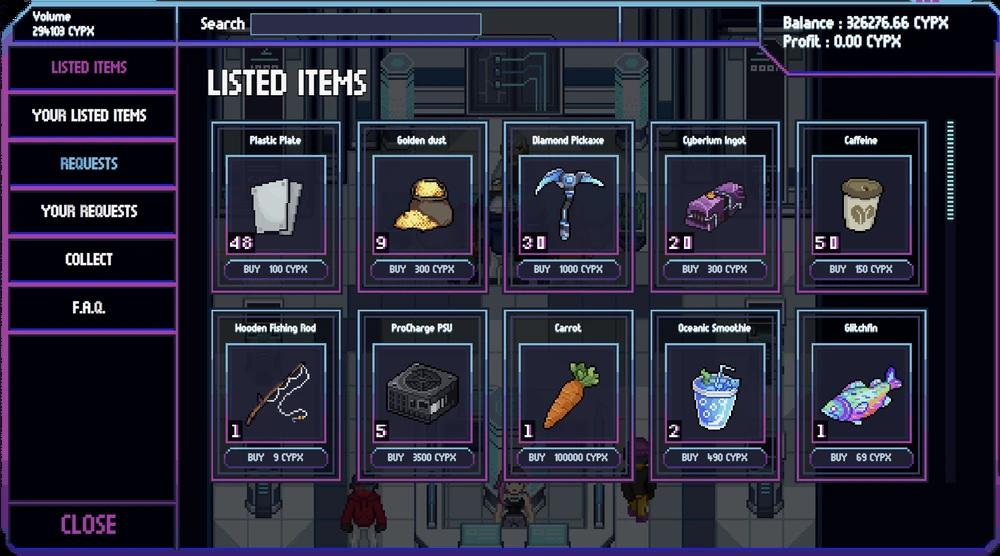 Volume
294103 CYPX
Search
Balance : 326276.66 CYPX
Profit : 0.00 CYPX
LISTED ITEMS
YOUR LISTED ITEMS
REQUESTS
YOUR REQUESTS
COLLECT
F.A.Q.
CLOSE
LISTED ITEMS
Plastic Plate
48
BUY 100 CYPX
Golden dust
9
BUY 300 CYPX
Diamond Pickaxe
30
BUY 1000 CYPX
Cyberium Ingot
20
BUY 300 CYPX
Caffeine
50
BUY 150 CYPX
Wooden Fishing Rod
1
BUY 9 CYPX
ProCharge PSU
5
BUY 3500 CYPX
Carrot
1
BUY 100000 CYPX
Oceanic Smoothie
2
BUY 490 CYPX
Glitchfin
1
BUY 69 CYPX